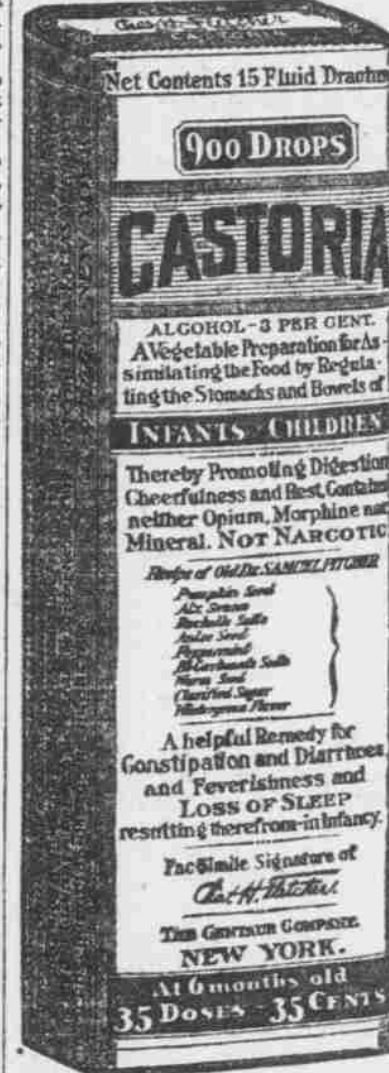 Net Contents 15 Fluid Drachm
900 DROPS
CASTORIA
ALCOHOL-3 PER CENT.
A Vegetable Preparation for As-
similating the Food by Regula-
ting the Stomachs and Bowels of
INFANTS CHILDREN
Thereby Promoting Digestion
Cheerfulness and Rest. Contains
neither Opium, Morphine nor
Mineral. NOT NARCOTIC
Recipe of Old Dr. SAMUEL PITCHER
Pumpkin Seed
Alx. Senna
Rochelle Salts
Anise Seed
Peppermint
Bi-Carbonate Soda
Worm Seed
Clarified Sugar
Wintergreen Flavor
A helpful Remedy for
Constipation and Diarrhoea
and Feverishness and
LOSS OF SLEEP
resulting therefrom-in Infancy.
Fac Simile Signature of
Chas. H. Fletcher.
THE CENTAUR COMPANY.
NEW YORK.
At 6 months old
35 DOSES - 35 CENTS